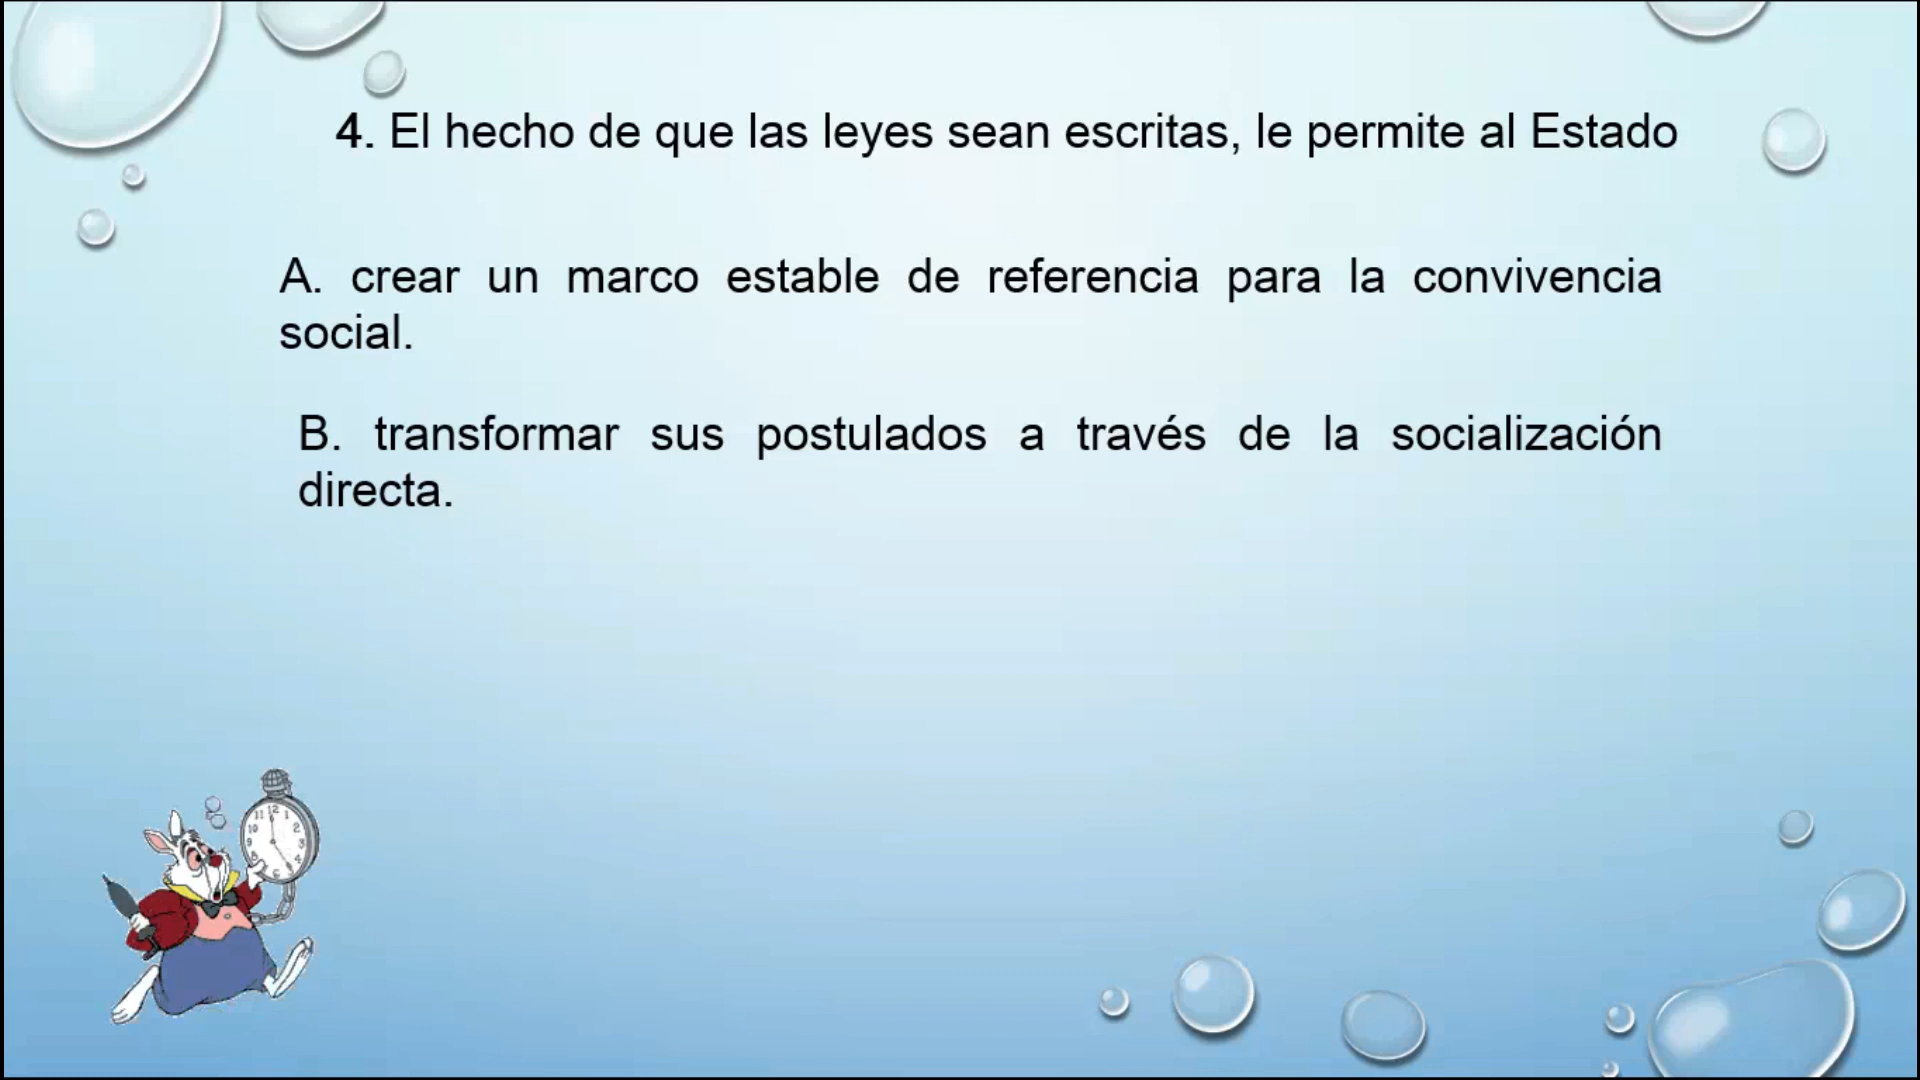 4. El hecho de que las leyes sean escritas, le permite al Estado
A. crear un marco estable de referencia para la convivencia
social.
B. transformar sus postulados a través de la socialización
directa.